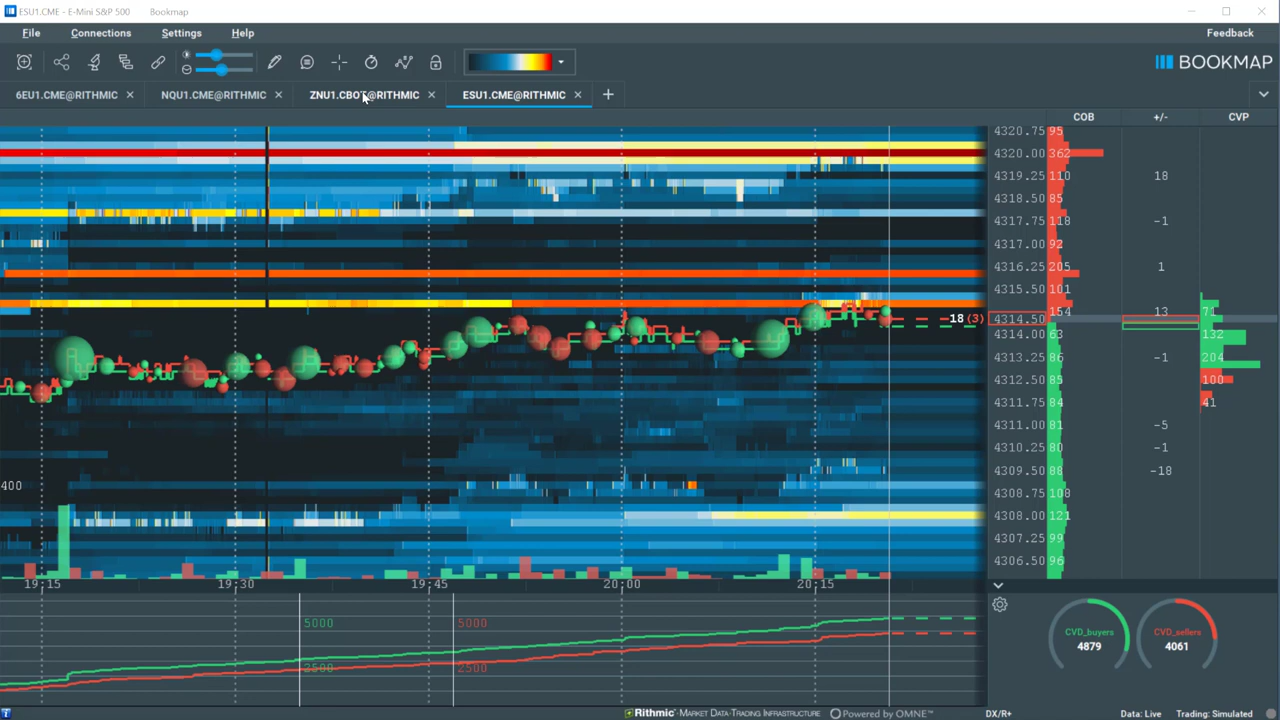 ESU1.CME - E-Mini S&P 500 Bookmap
File Connections Settings Help Feedback
BOOKMAP
6EU1.CME@RITHMIC NQU1.CME@RITHMIC ZNU1.CBOT@RITHMIC ESU1.CME@RITHMIC
COB +/- CVP
4320.75 95
4320.00 362
4319.25 110 18
4318.50 85
4317.75 118 -1
4317.00 92
4316.25 205 1
4315.50 101
154 13 71
18 (3) 4314.50
4314.00 63 132
4313.25 86 -1 204
4312.50 85 100
4311.75 84 41
4311.00 81 -5
4310.25 80 -1
4309.50 80 -18
400
4308.75 108
4308.00 121
4307.25 99
4306.50 96
19:15 19:30 19:45 20:00 20:15
5000 5000
2500 2500
CVD_buyers
4879
CVD_sellers
4061
Rithmic - Market Data-Trading Infrastructure Powered by OMNE™ DX/R+ Data: Live Trading: Simulated